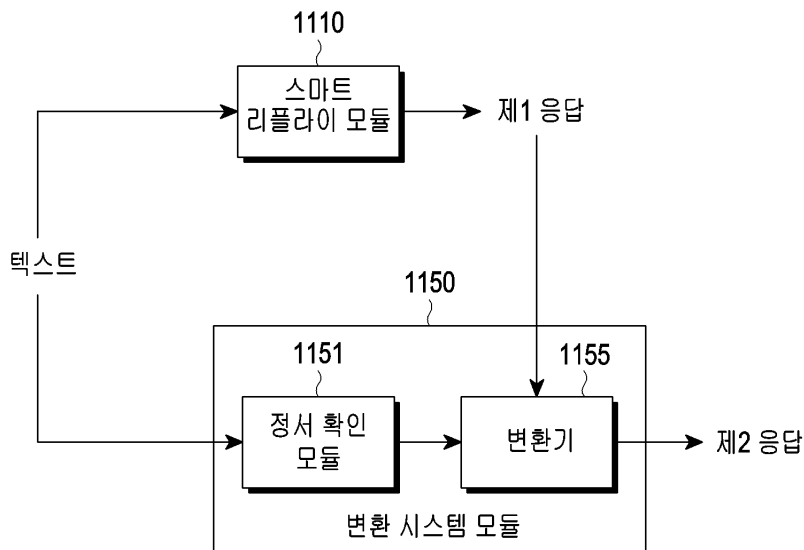 1110
스마트
리플라이 모듈
제1 응답
텍스트
1150
1151
1155
정서 확인
모듈
변환기
제2 응답
변환 시스템 모듈